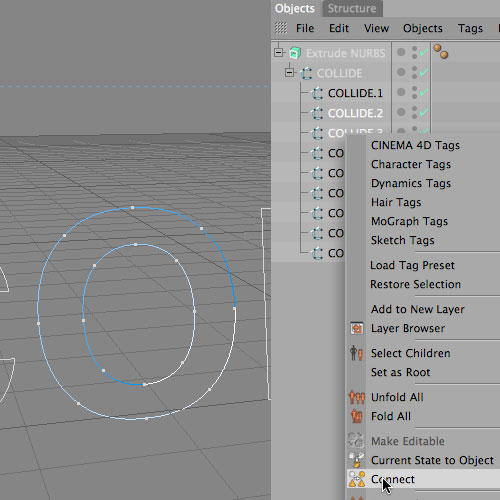 Objects Structure
File Edit View Objects Tags
Extrude NURBS
COLLIDE
COLLIDE.1
COLLIDE.2
COLLIDE.3
CO
CO
CO
CO
CO
CO
CINEMA 4D Tags
Character Tags
Dynamics Tags
Hair Tags
MoGraph Tags
Sketch Tags
Load Tag Preset
Restore Selection
Add to New Layer
Layer Browser
Select Children
Set as Root
Unfold All
Fold All
Make Editable
Current State to Object
Connect